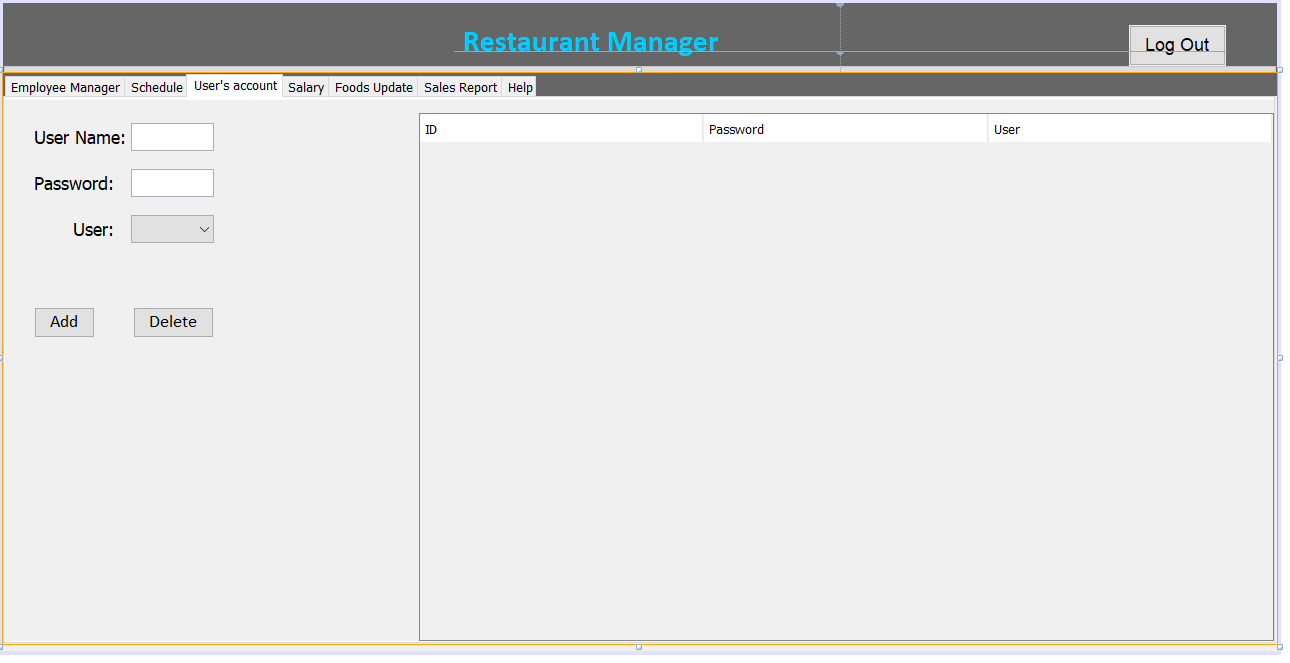 Restaurant Manager
Log Out
Employee Manager Schedule User's account Salary Foods Update Sales Report Help
User Name:
Password:
User:
Add Delete
ID Password User